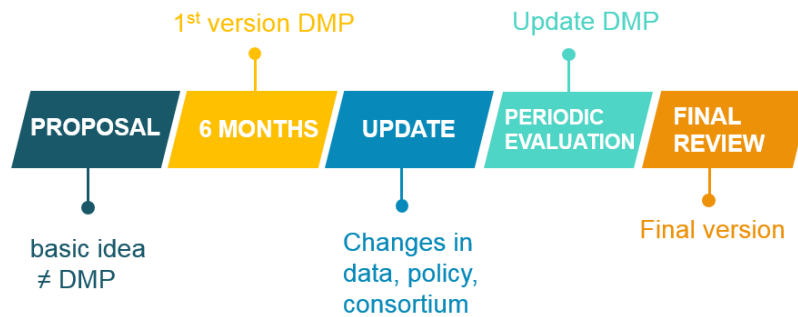 1st version DMP
Update DMP
PROPOSAL
6 MONTHS
UPDATE
PERIODIC
EVALUATION
FINAL
REVIEW
basic idea
≠ DMP
Changes in
data, policy,
consortium
Final version